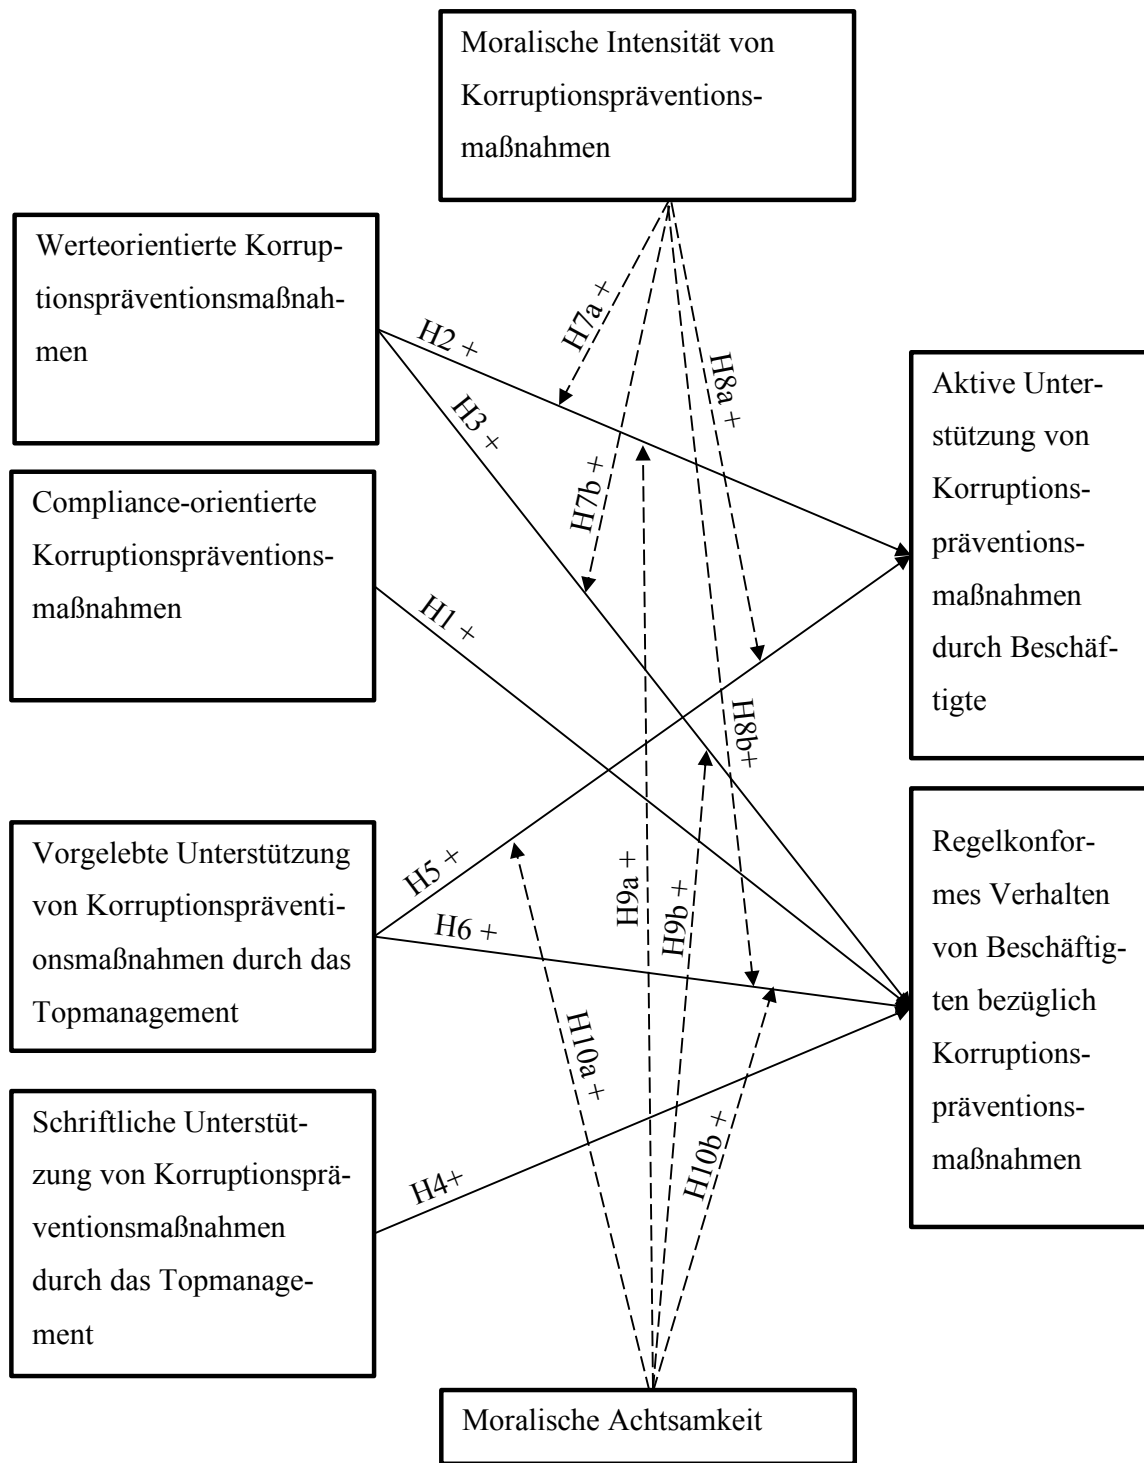 Moralische Intensität von
Korruptionspräventions-
maßnahmen
Werteorientierte Korrup-
tionspräventionsmaßnah-
men
Compliance-orientierte
Korruptionspräventions-
maßnahmen
Vorgelebte Unterstützung
von Korruptionspräventi-
onsmaßnahmen durch das
Topmanagement
Schriftliche Unterstüt-
zung von Korruptionsprä-
ventionsmaßnahmen
durch das Topmanage-
ment
H2 +
H3 +
H1 +
H5 +
H6 +
H4+
H7a +
H7b +
H8a +
H8b+
H9a +
H9b +
H10a +
H10b +
Aktive Unter-
stützung von
Korruptions-
präventions-
maßnahmen
durch Beschäf-
tigte
Regelkonfor-
mes Verhalten
von Beschäftig-
ten bezüglich
Korruptions-
präventions-
maßnahmen
Moralische Achtsamkeit